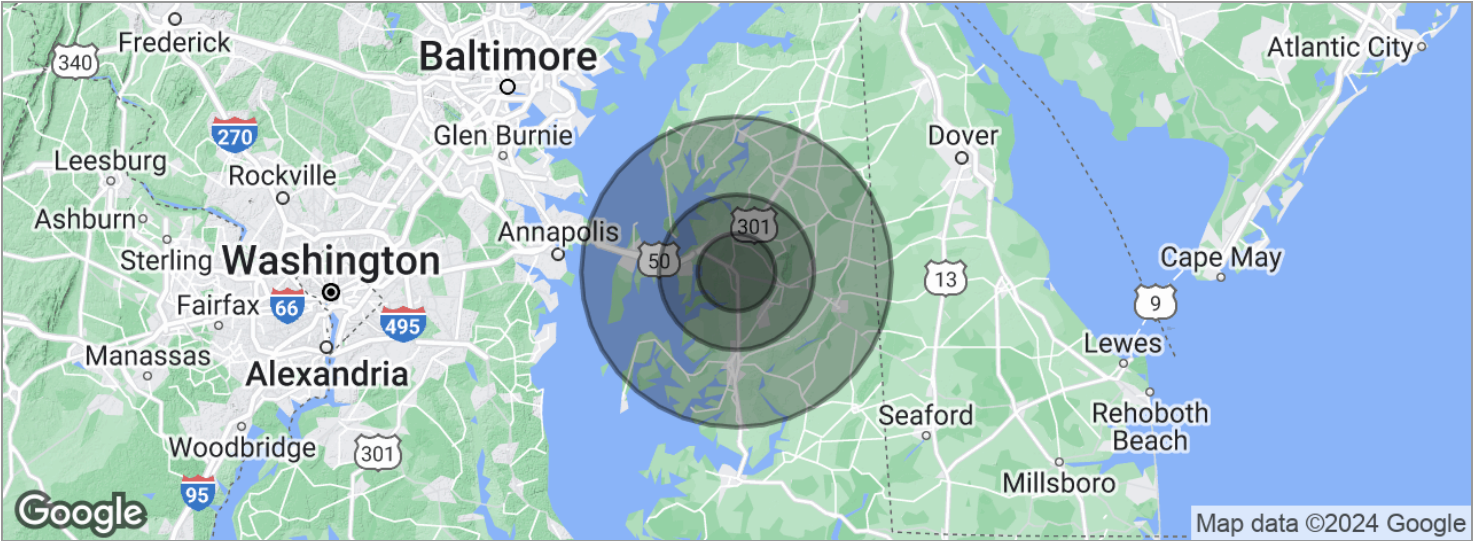 Frederick
340
Baltimore
Atlantic City
270
Glen Burnie
Dover
Leesburg
Rockville
Ashburn
Annapolis
301
Sterling
Washington
50
Cape May
Fairfax
66
13
9
495
Manassas
Lewes
Alexandria
Seaford
Rehoboth
Beach
Woodbridge
301
Millsboro
95
Google
Map data ©2024 Google